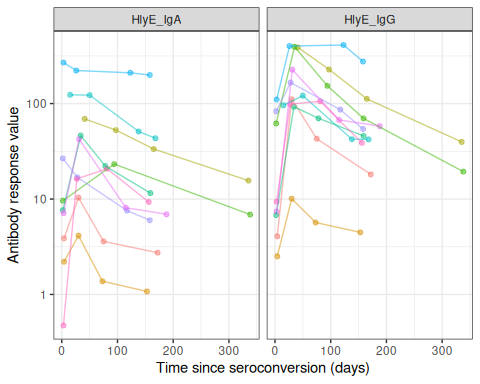 HlyE_IgA
HlyE_IgG
Antibody response value
100
10
1
0
100
200
300
0
100
200
300
Time since seroconversion (days)